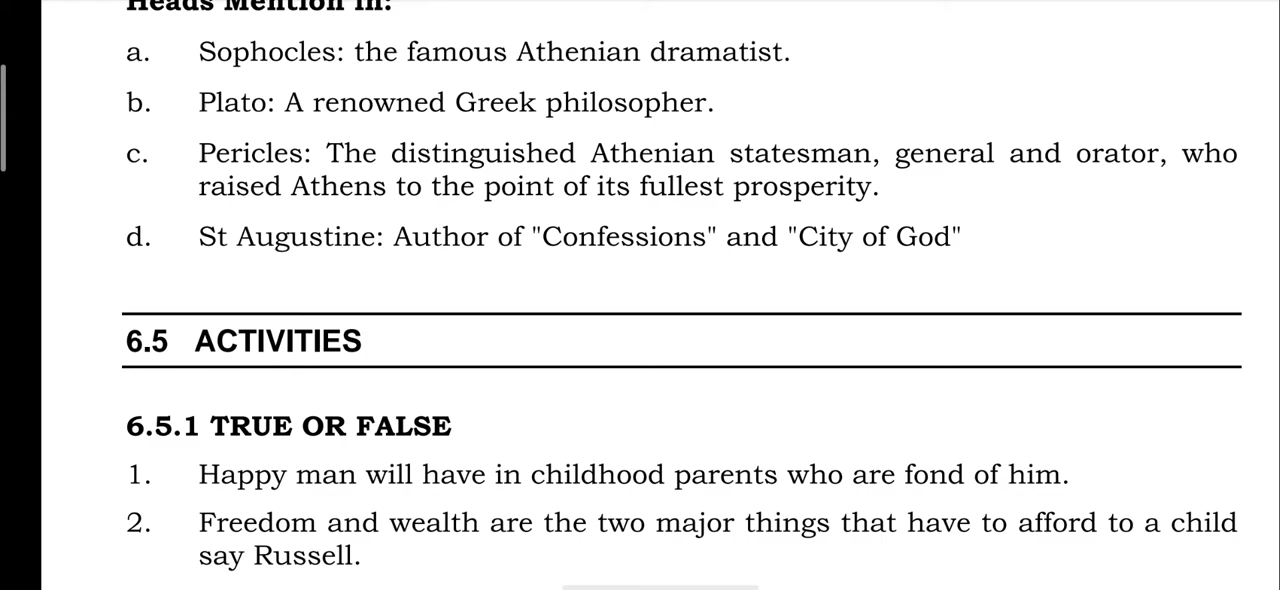 Heads Mention in:
a. Sophocles: the famous Athenian dramatist.
b. Plato: A renowned Greek philosopher.
c. Pericles: The distinguished Athenian statesman, general and orator, who
raised Athens to the point of its fullest prosperity.
d. St Augustine: Author of "Confessions" and "City of God"
6.5 ACTIVITIES
6.5.1 TRUE OR FALSE
1. Happy man will have in childhood parents who are fond of him.
2. Freedom and wealth are the two major things that have to afford to a child
say Russell.